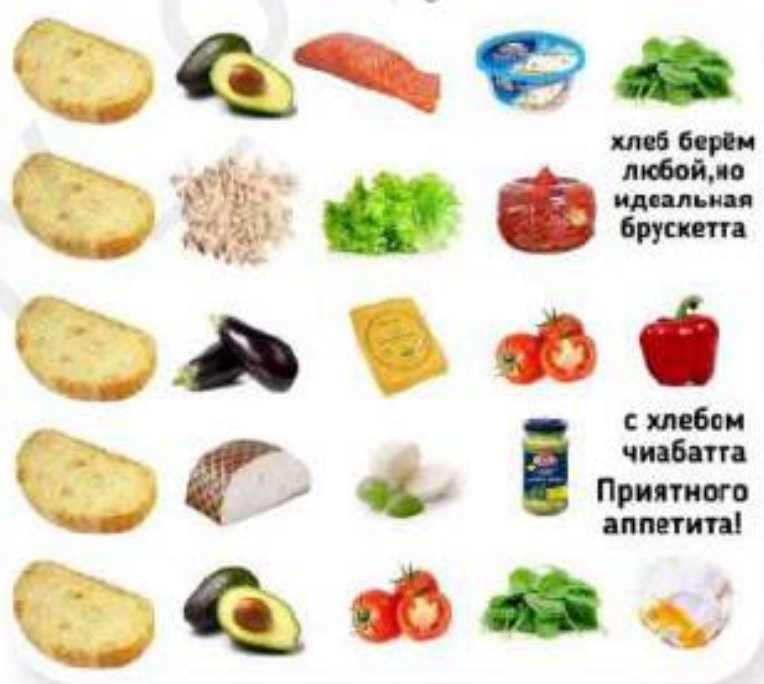 хлеб берём
любой,но
идеальная
брускетта
с хлебом
чиабатта
Приятного
аппетита!